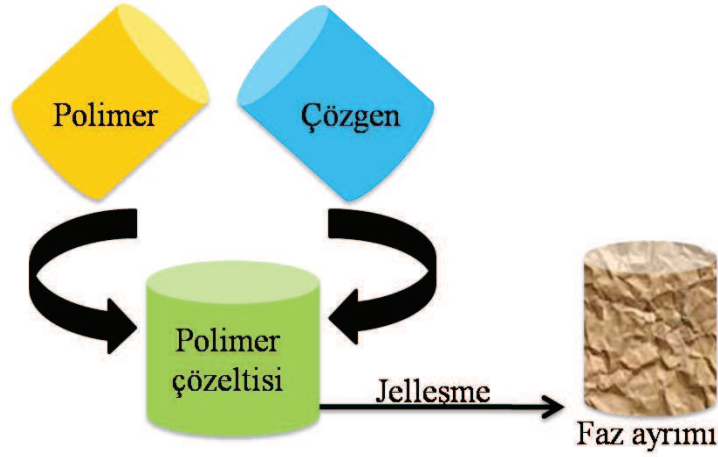 Polimer
Çözgen
Polimer
çözeltisi
Jelleşme
Faz ayrımı